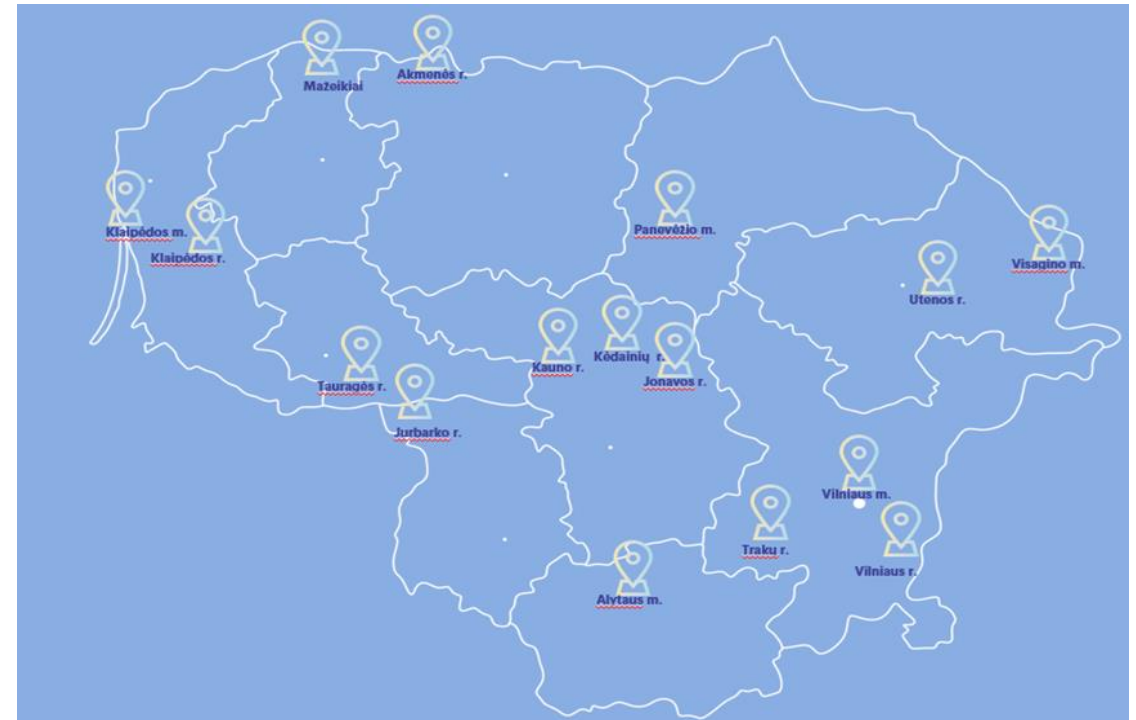 Mažeikiai
Akmenės r.
Klaipėdos m.
Klaipėdos r.
Panevėžio m.
Visagino m.
Utenos r.
Kėdainių r.
Kauno r.
Jonavos r.
Tauragės r.
Jurbarko r.
Vilniaus m.
Trakų r.
Vilniaus r.
Alytaus m.